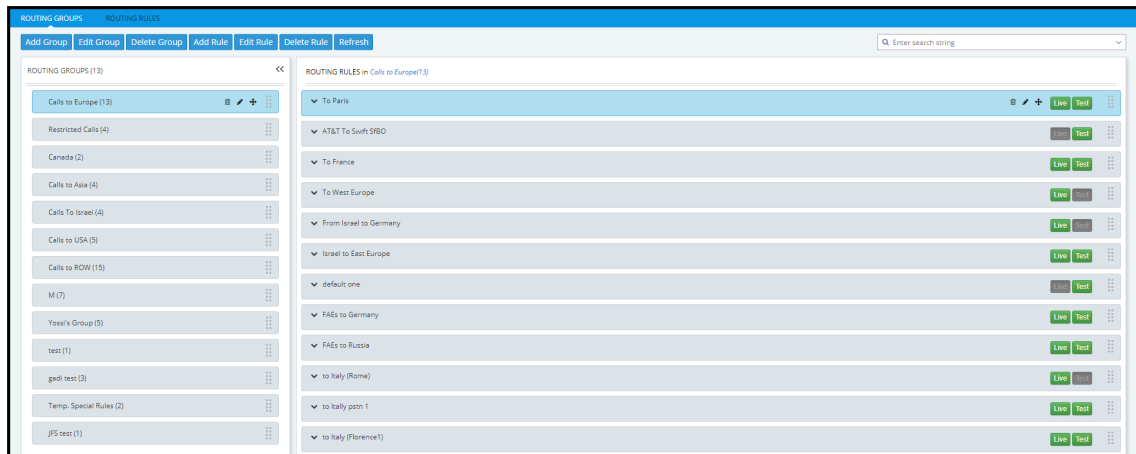 ROUTING GROUPS ROUTING RULES
Add Group Edit Group Delete Group Add Rule Edit Rule Delete Rule Refresh Enter search string
ROUTING GROUPS (13)
Calls to Europe (13)
Restricted Calls (4)
Canada (2)
Calls to Asia (4)
Calls To Israel (4)
Calls to USA (5)
Calls to ROW (15)
M (7)
Yossi's Group (5)
test (1)
gadi test (3)
Temp. Special Rules (2)
JFS test (1)
ROUTING RULES in Calls to Europe(13)
To Paris Live Test
AT&T To Swift SfBO Live Test
To France Live Test
To West Europe Live Test
From Israel to Germany Live Test
Israel to East Europe Live Test
default one Live Test
FAEs to Germany Live Test
FAEs to Russia Live Test
to Italy (Rome) Live Test
to Itally pstn 1 Live Test
to Italy (Florence1) Live Test